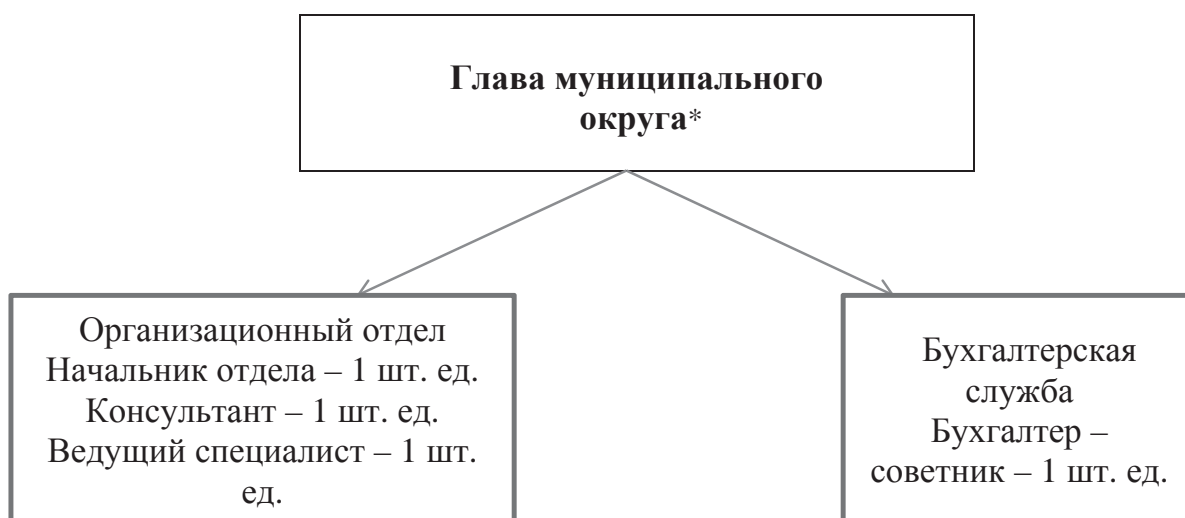 Глава муниципального
округа*
Организационный отдел
Начальник отдела – 1 шт. ед.
Консультант – 1 шт. ед.
Ведущий специалист – 1 шт.
ед.
Бухгалтерская
служба
Бухгалтер –
советник – 1 шт. ед.